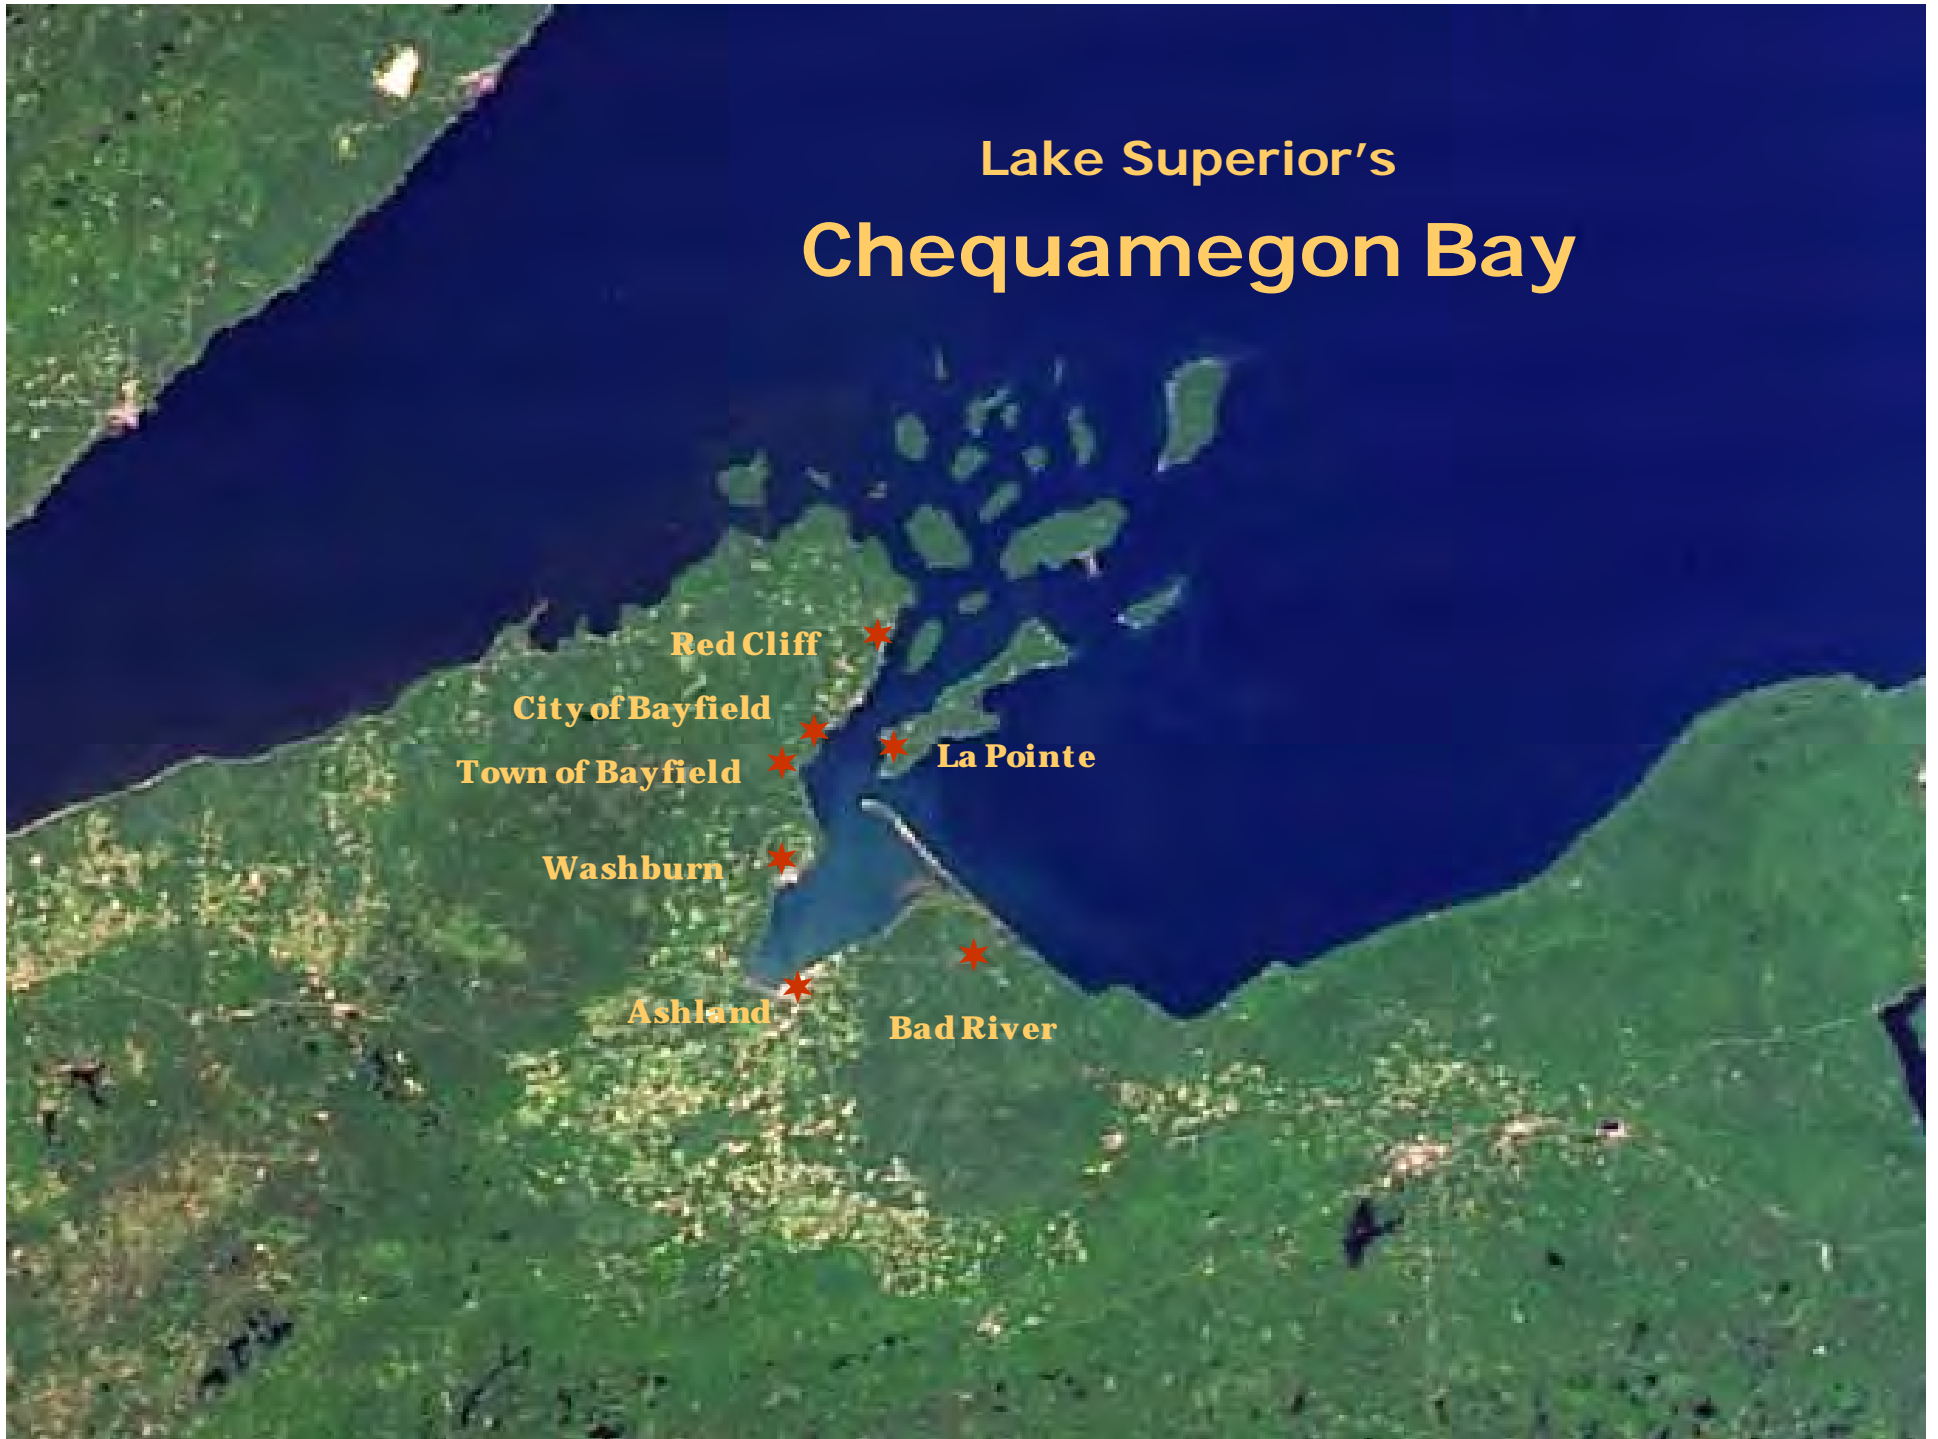 Lake Superior’s
Chequamegon Bay
Red Cliff
City of Bayfield
La Pointe
Town of Bayfield
Washburn
Ashland
Bad River